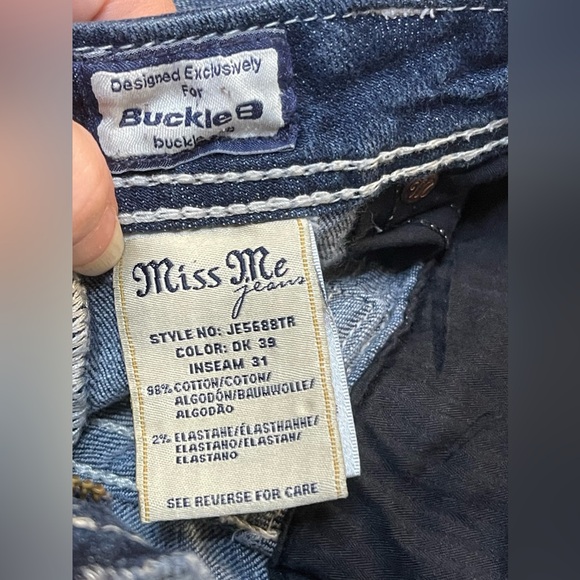 Designed Exclusively
For
Buckle B
Miss Me
jeans
STYLE NO: JE5688TR
COLOR: DK 39
INSEAM 31
98% COTTON/COTON/
ALGODÓN/BAUMWOLLE/
ALGODÃO
2% ELASTANE/ÉLASTHANNE/
ELASTANO/ELASTAN/
ELASTANO
SEE REVERSE FOR CARE